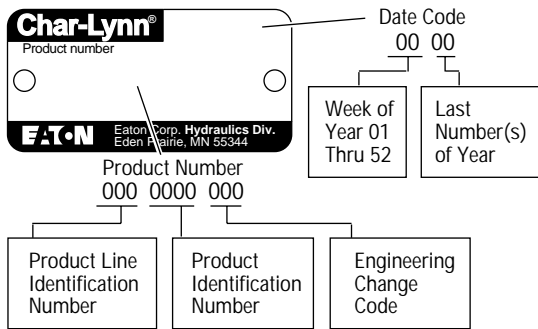 Char-Lynn®
Product number
EATON Eaton Corp. Hydraulics Div.
Eden Prairie, MN 55344
Date Code
00 00
Week of
Year 01
Thru 52
Last
Number(s)
of Year
Product Number
000 0000 000
Product Line
Identification
Number
Product
Identification
Number
Engineering
Change
Code